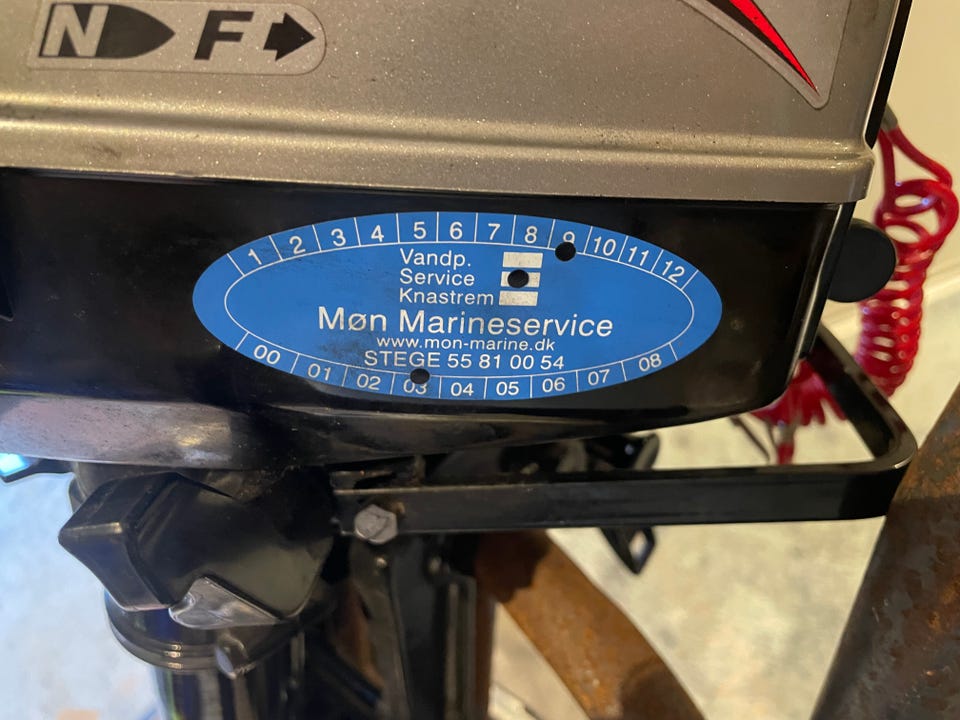 N F
1 2 3 4 5 6 7 8 9 10 11 12
Vandp.
Service
Knastrem
Møn Marineservice
www.mon-marine.dk
STEGE 55 81 00 54
00 01 02 03 04 05 06 07 08